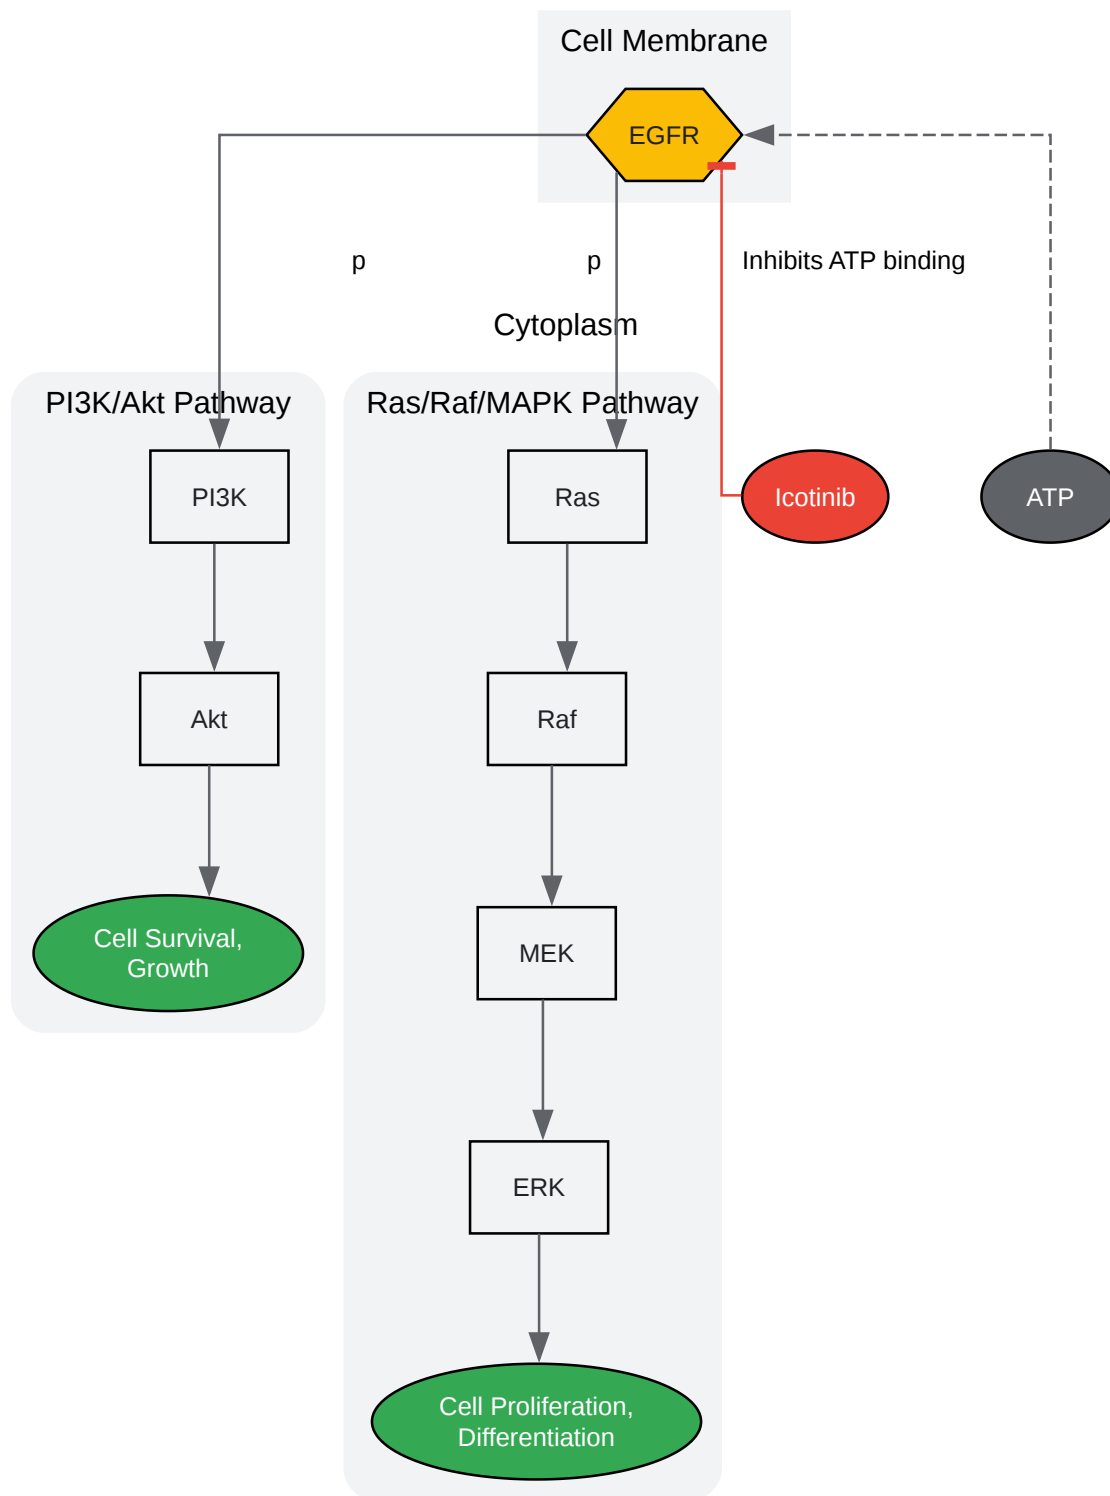 Cell Membrane
EGFR
p
p
Inhibits ATP binding
Cytoplasm
PI3K/Akt Pathway
Ras/Raf/MAPK Pathway
PI3K
Ras
Icotinib
ATP
Akt
Raf
Cell Survival,
Growth
MEK
ERK
Cell Proliferation,
Differentiation